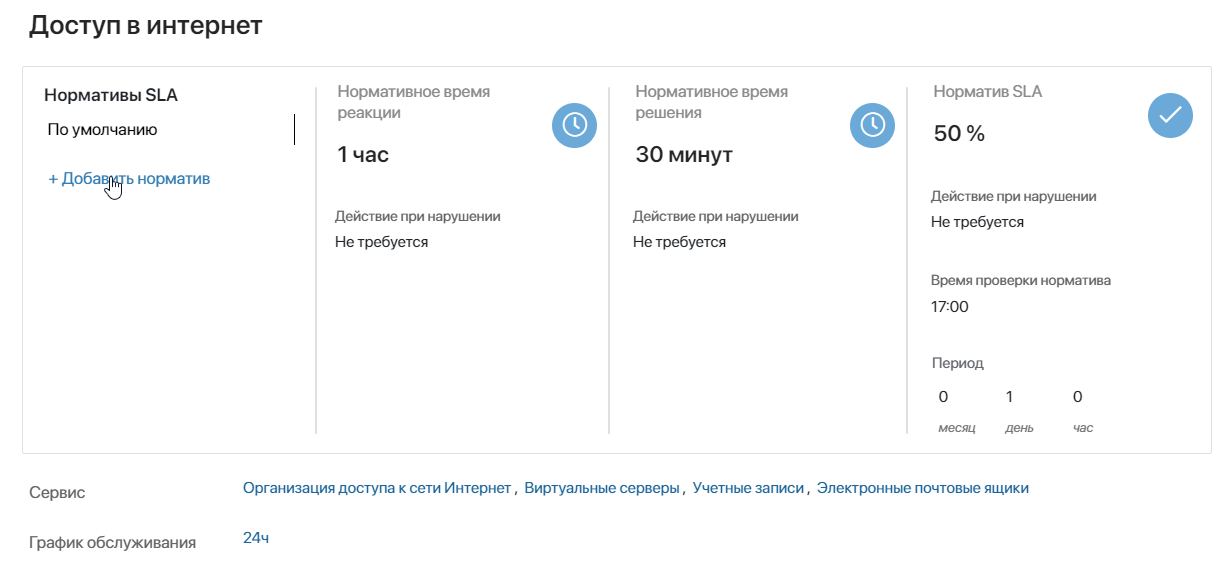 Доступ в интернет
Нормативы SLA
По умолчанию
+ Добавить норматив
Нормативное время
реакции
1 час
Действие при нарушении
Не требуется
Нормативное время
решения
30 минут
Действие при нарушении
Не требуется
Норматив SLA
50 %
Действие при нарушении
Не требуется
Время проверки норматива
17:00
Период
0 1 0
месяц день час
Сервис Организация доступа к сети Интернет , Виртуальные серверы , Учетные записи , Электронные почтовые ящики
График обслуживания 24ч